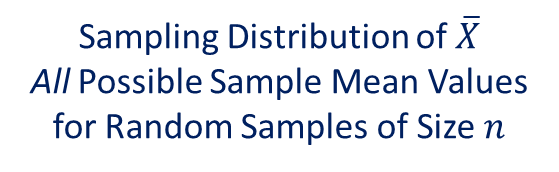 Sampling Distribution of X̄
All Possible Sample Mean Values
for Random Samples of Size n